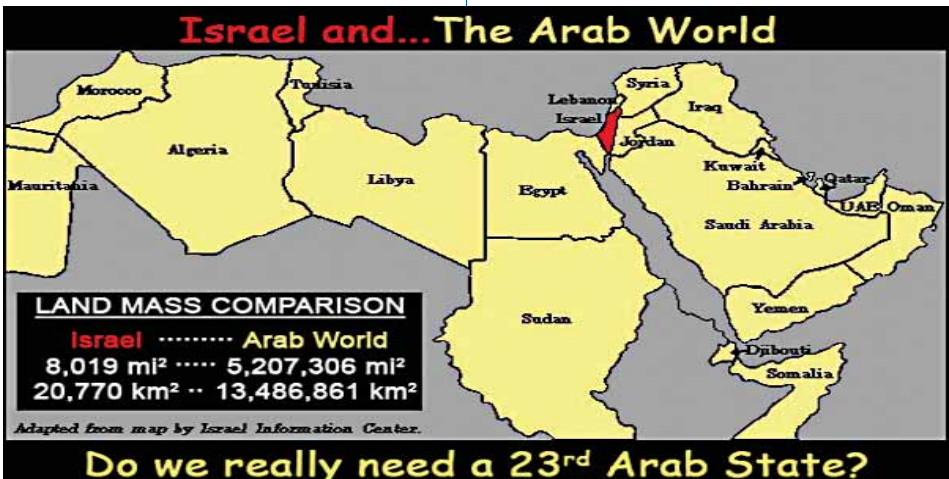 Israel and...The Arab World
Morocco
Tunisia
Algeria
Mauritania
Libya
Egypt
Lebanon
Israel
Syria
Iraq
Jordan
Kuwait
Bahrain
Qatar
UAE
Oman
Saudi Arabia
Yemen
Sudan
Djibouti
Somalia
LAND MASS COMPARISON
Israel ········· Arab World
8,019 mi² ····· 5,207,306 mi²
20,770 km² ·· 13,486,861 km²
Adapted from map by Israel Information Center.
Do we really need a 23rd Arab State?